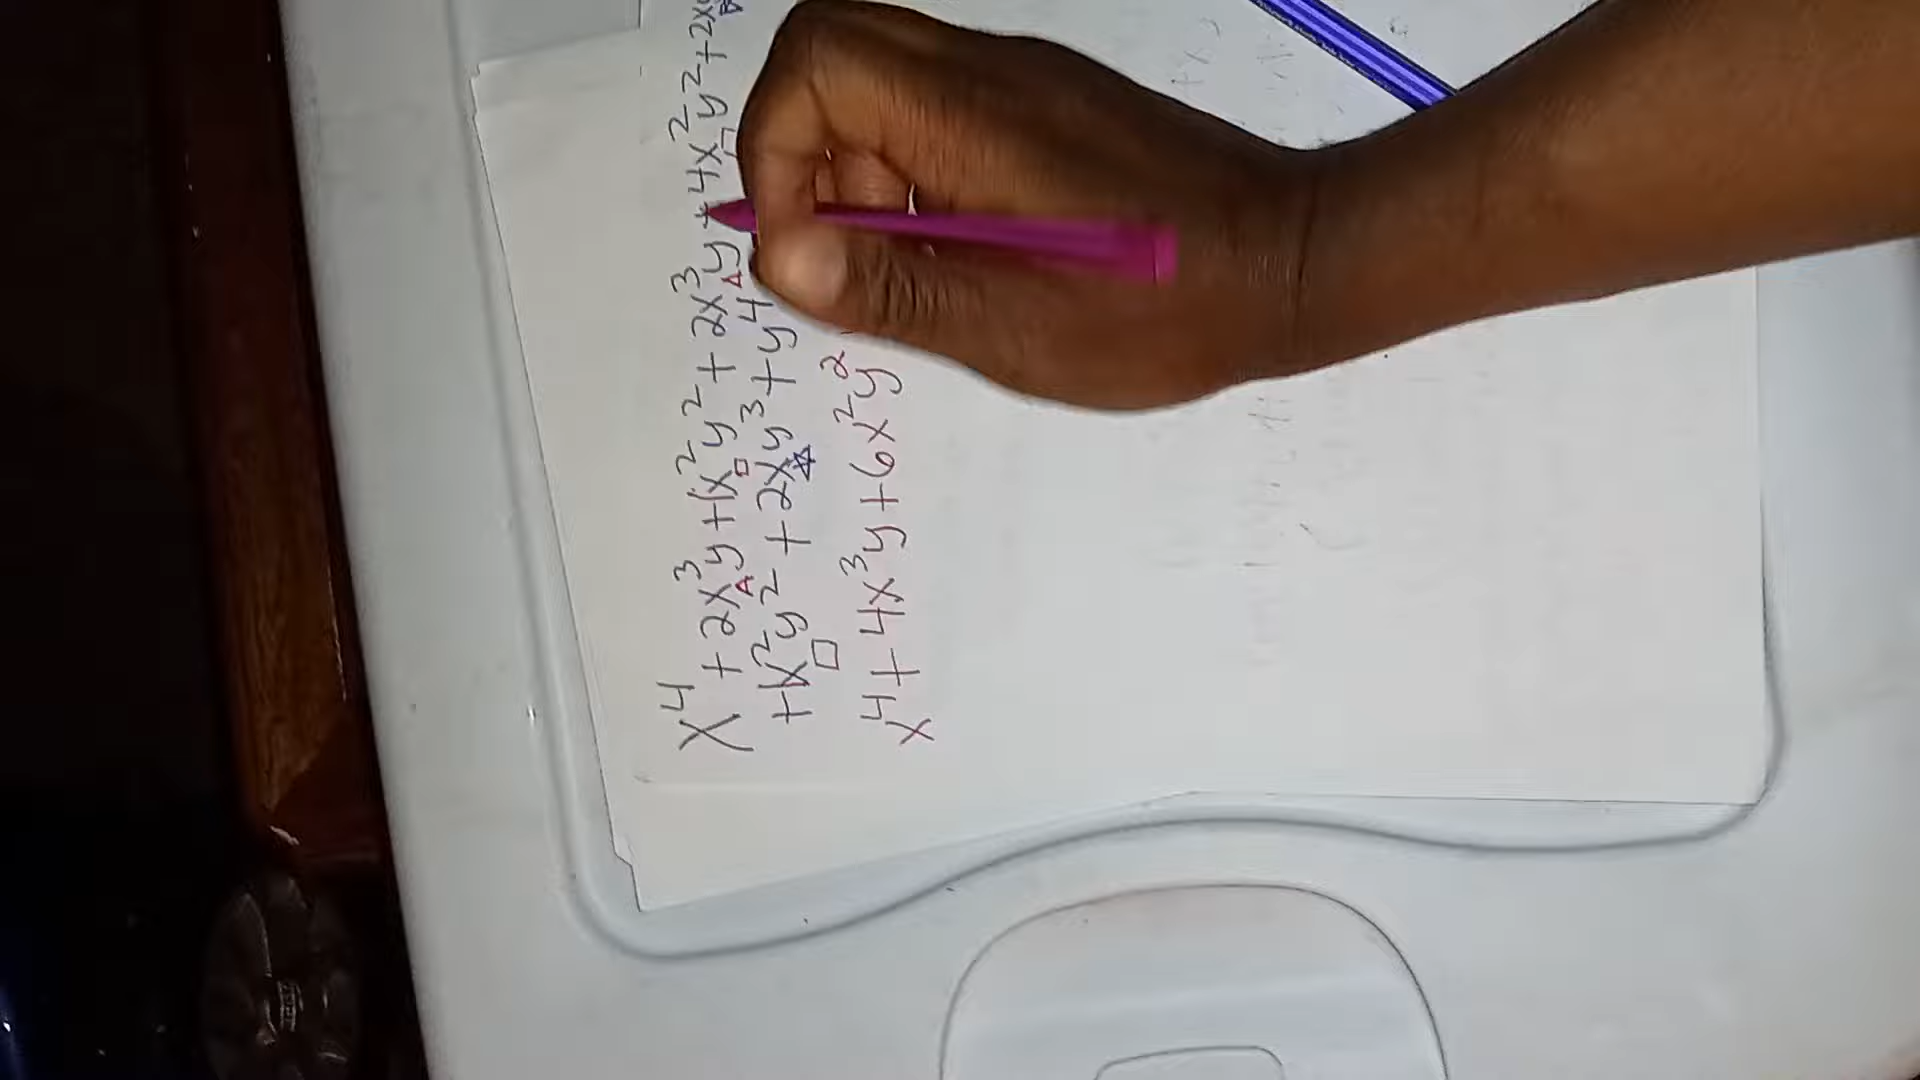 x⁴ + 2x³y + 1x²y² + 2x³y + 4x²y² + 2x
+ 1x²y² + 2xy³ + y⁴
x⁴ + 4x³y + 6x²y²